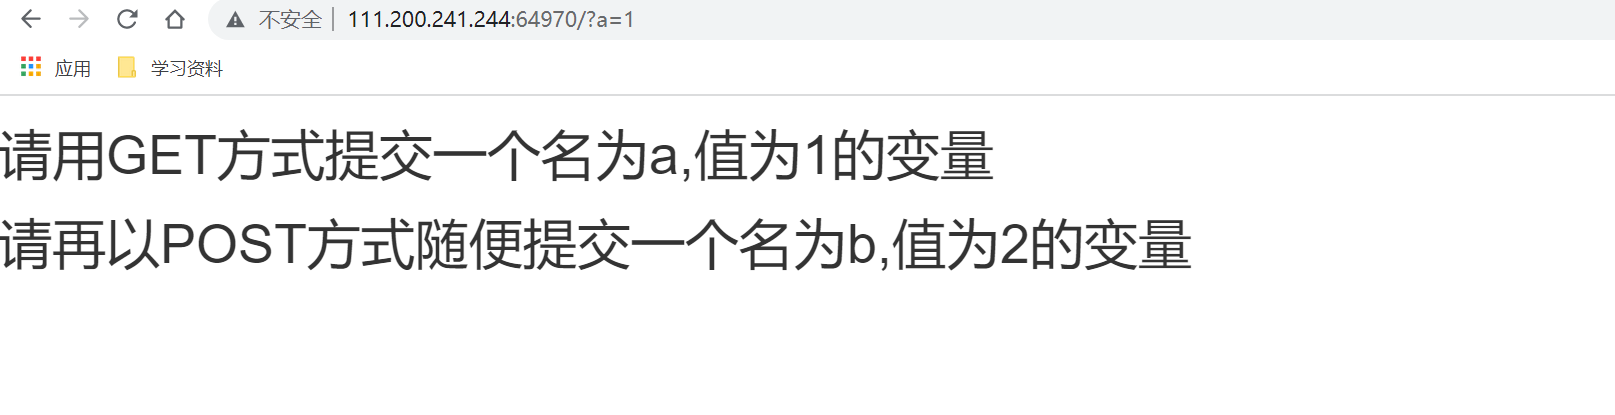 不安全 111.200.241.244:64970/?a=1
应用 学习资料
请用GET方式提交一个名为a,值为1的变量
请再以POST方式随便提交一个名为b,值为2的变量